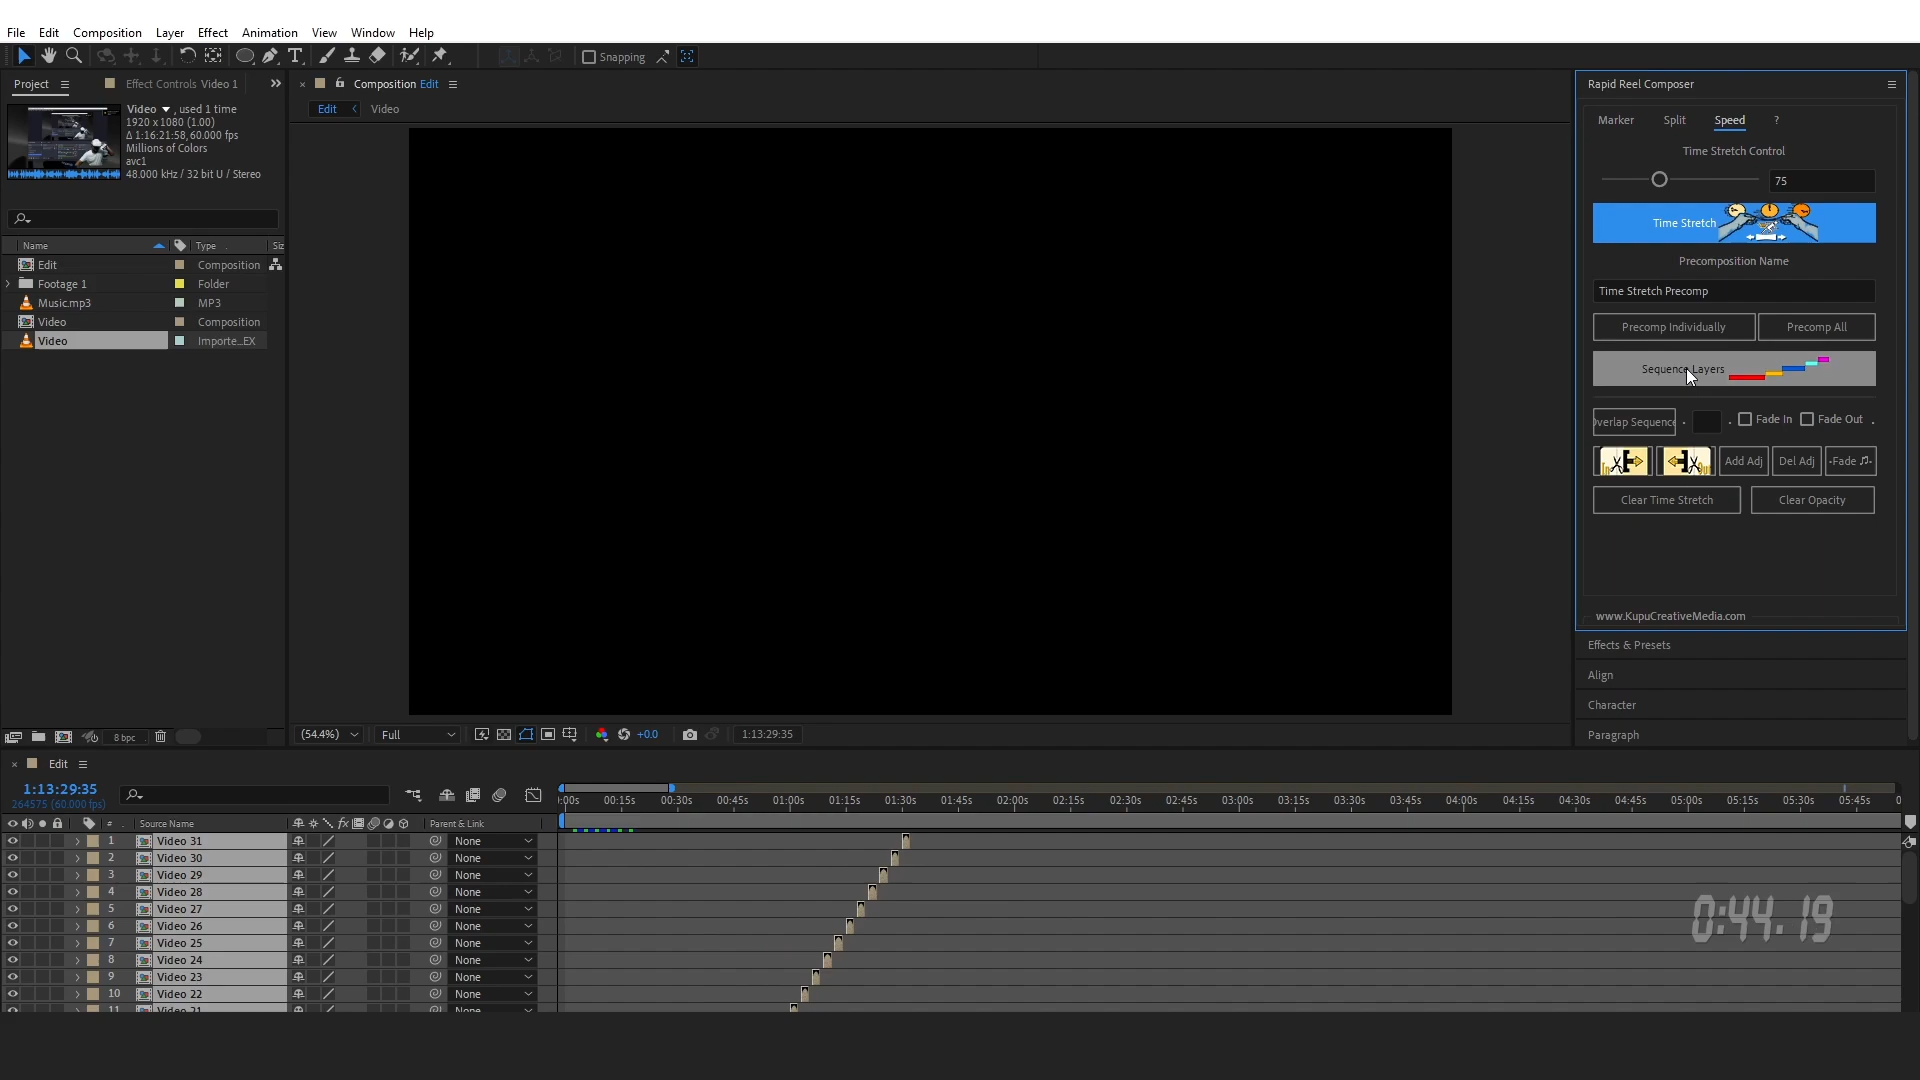 File Edit Composition Layer Effect Animation View Window Help
Snapping
Project
Effect Controls Video 1
Composition Edit
Rapid Reel Composer
Edit
Video
Video , used 1 time
1920 x 1080 (1.00)
Δ 1:16:21:58, 60.000 fps
Millions of Colors
avc1
48.000 kHz / 32 bit U / Stereo
Marker Split Speed ?
Time Stretch Control
75
Time Stretch
Precomposition Name
Time Stretch Precomp
Precomp Individually Precomp All
Sequence Layers
Overlap Sequence Fade In Fade Out
Add Adj Del Adj Fade
Clear Time Stretch Clear Opacity
www.KupuCreativeMedia.com
Effects & Presets
Align
Character
Paragraph
Name Type Siz
Edit Composition
Footage 1 Folder
Music.mp3 MP3
Video Composition
Video Importe...EX
8 bpc
(54.4%) Full +0.0 1:13:29:35
Edit
1:13:29:35
264575 (60.000 fps)
:00s 00:15s 00:30s 00:45s 01:00s 01:15s 01:30s 01:45s 02:00s 02:15s 02:30s 02:45s 03:00s 03:15s 03:30s 03:45s 04:00s 04:15s 04:30s 04:45s 05:00s 05:15s 05:30s 05:45s 0
# Source Name fx Parent & Link
1 Video 31 None
2 Video 30 None
3 Video 29 None
4 Video 28 None
5 Video 27 None
6 Video 26 None
7 Video 25 None
8 Video 24 None
9 Video 23 None
10 Video 22 None
11 Video 21 None
0:44.19